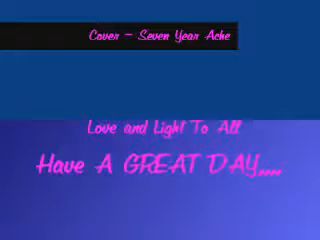 Cover - Seven Year Ache
Love and Light To All
Have A GREAT DAY,,,,